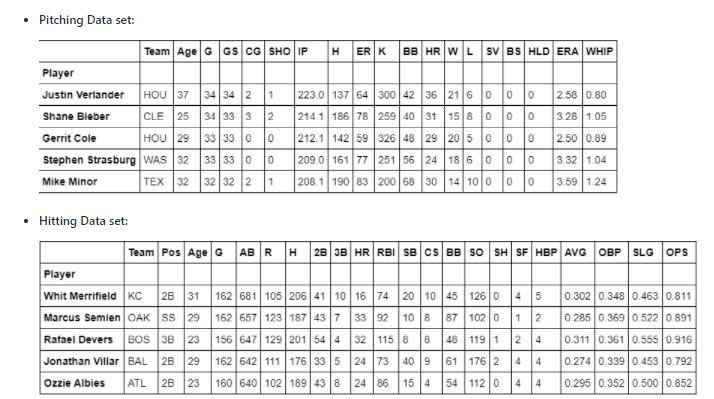 Pitching Data set:
Team Age G GS CG SHO IP H ER K BB HR W L SV BS HLD ERA WHIP
Player
Justin Verlander HOU 37 34 34 2 1 223.0 137 64 300 42 36 21 6 0 0 0 2.58 0.80
Shane Bieber CLE 25 34 33 3 2 214.1 186 78 259 40 31 15 8 0 0 0 3.28 1.05
Gerrit Cole HOU 29 33 33 0 0 212.1 142 59 326 48 29 20 5 0 0 0 2.50 0.89
Stephen Strasburg WAS 32 33 33 0 0 209.0 161 77 251 56 24 18 6 0 0 0 3.32 1.04
Mike Minor TEX 32 32 32 2 1 208.1 190 83 200 68 30 14 10 0 0 0 3.59 1.24
Hitting Data set:
Team Pos Age G AB R H 2B 3B HR RBI SB CS BB SO SH SF HBP AVG OBP SLG OPS
Player
Whit Merrifield KC 2B 31 162 681 105 206 41 10 16 74 20 10 45 126 0 4 5 0.302 0.348 0.463 0.811
Marcus Semien OAK SS 29 162 657 123 187 43 7 33 92 10 8 87 102 0 1 2 0.285 0.369 0.522 0.891
Rafael Devers BOS 3B 23 156 647 129 201 54 4 32 115 8 8 48 119 1 2 4 0.311 0.361 0.555 0.916
Jonathan Villar BAL 2B 29 162 642 111 176 33 5 24 73 40 9 61 176 2 4 4 0.274 0.339 0.453 0.792
Ozzie Albies ATL 2B 23 160 640 102 189 43 8 24 86 15 4 54 112 0 4 4 0.295 0.352 0.500 0.852